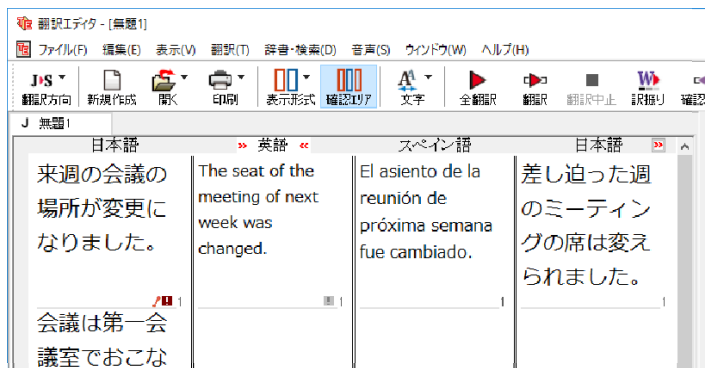 翻訳エディタ - [無題1]
ファイル(F) 編集(E) 表示(V) 翻訳(T) 辞書・検索(D) 音声(S) ウインドウ(W) ヘルプ(H)
J▸S
翻訳方向 新規作成 開く 印刷 表示形式 確認エリア 文字 全翻訳 翻訳 翻訳中止 訳振り 確認
J 無題1
日本語 » 英語 « スペイン語 日本語 »
来週の会議の
場所が変更に
なりました。
1
The seat of the
meeting of next
week was
changed.
1
El asiento de la
reunión de
próxima semana
fue cambiado.
1
差し迫った週
のミーティン
グの席は変え
られました。
1
会議は第一会
議室でおこな